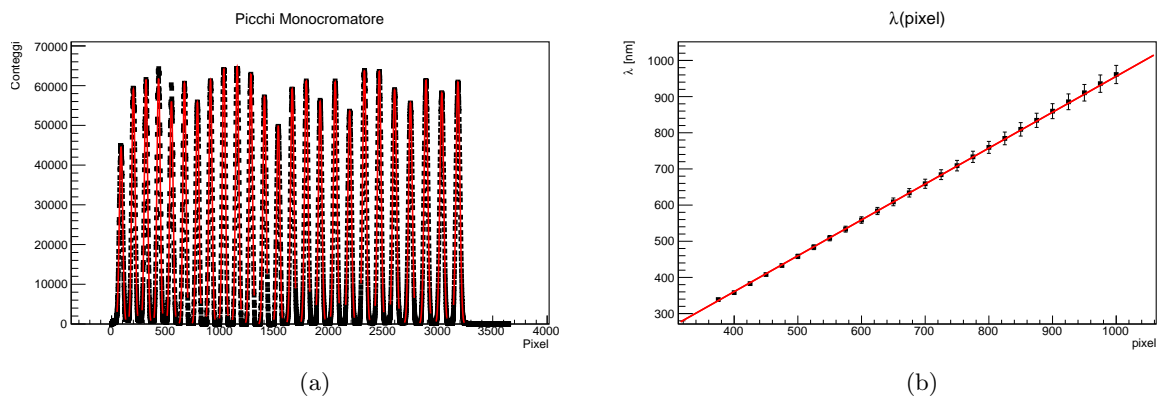 Picchi Monocromatore
Conteggi
70000
60000
50000
40000
30000
20000
10000
0
0 500 1000 1500 2000 2500 3000 3500 4000
Pixel
(a)
λ(pixel)
λ [nm]
1000
900
800
700
600
500
400
300
400 500 600 700 800 900 1000
pixel
(b)